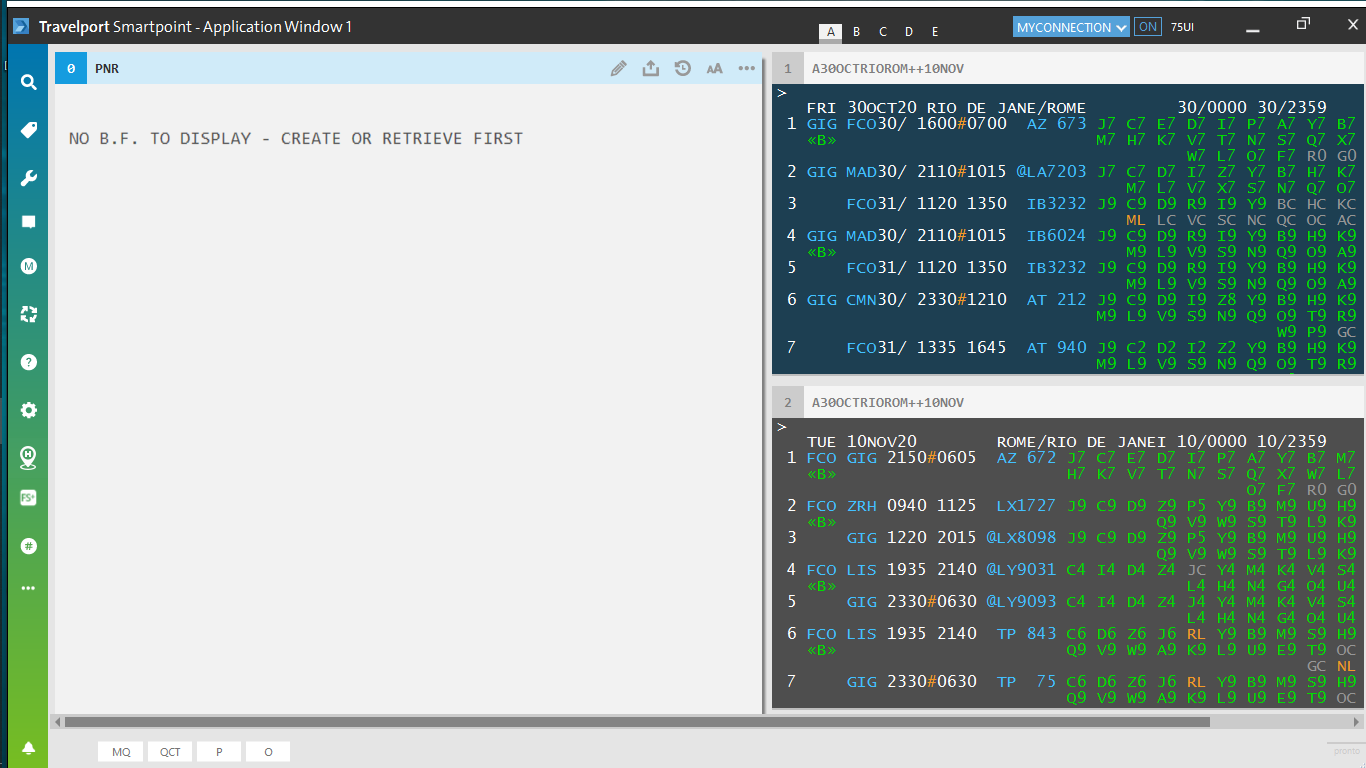 Travelport Smartpoint - Application Window 1
A B C D E
MYCONNECTION ON 75UI
0 PNR
AA
NO B.F. TO DISPLAY - CREATE OR RETRIEVE FIRST
1 A30OCTRIOROM++10NOV
>
FRI 30OCT20 RIO DE JANE/ROME 30/0000 30/2359
1 GIG FCO30/ 1600#0700 AZ 673 J7 C7 E7 D7 I7 P7 A7 Y7 B7
«B» M7 H7 K7 V7 T7 N7 S7 Q7 X7
W7 L7 O7 F7 R0 G0
2 GIG MAD30/ 2110#1015 @LA7203 J7 C7 D7 I7 Z7 Y7 B7 H7 K7
M7 L7 V7 X7 S7 N7 Q7 O7
3 FCO31/ 1120 1350 IB3232 J9 C9 D9 R9 I9 Y9 BC HC KC
ML LC VC SC NC QC OC AC
4 GIG MAD30/ 2110#1015 IB6024 J9 C9 D9 R9 I9 Y9 B9 H9 K9
«B» M9 L9 V9 S9 N9 Q9 O9 A9
5 FCO31/ 1120 1350 IB3232 J9 C9 D9 R9 I9 Y9 B9 H9 K9
M9 L9 V9 S9 N9 Q9 O9 A9
6 GIG CMN30/ 2330#1210 AT 212 J9 C9 D9 I9 Z8 Y9 B9 H9 K9
M9 L9 V9 S9 N9 Q9 O9 T9 R9
W9 P9 GC
7 FCO31/ 1335 1645 AT 940 J9 C2 D2 I2 Z2 Y9 B9 H9 K9
M9 L9 V9 S9 N9 Q9 O9 T9 R9
2 A30OCTRIOROM++10NOV
>
TUE 10NOV20 ROME/RIO DE JANEI 10/0000 10/2359
1 FCO GIG 2150#0605 AZ 672 J7 C7 E7 D7 I7 P7 A7 Y7 B7 M7
«B» H7 K7 V7 T7 N7 S7 Q7 X7 W7 L7
O7 F7 R0 G0
2 FCO ZRH 0940 1125 LX1727 J9 C9 D9 Z9 P5 Y9 B9 M9 U9 H9
«B» Q9 V9 W9 S9 T9 L9 K9
3 GIG 1220 2015 @LX8098 J9 C9 D9 Z9 P5 Y9 B9 M9 U9 H9
Q9 V9 W9 S9 T9 L9 K9
4 FCO LIS 1935 2140 @LY9031 C4 I4 D4 Z4 JC Y4 M4 K4 V4 S4
«B» L4 H4 N4 G4 O4 U4
5 GIG 2330#0630 @LY9093 C4 I4 D4 Z4 J4 Y4 M4 K4 V4 S4
L4 H4 N4 G4 O4 U4
6 FCO LIS 1935 2140 TP 843 C6 D6 Z6 J6 RL Y9 B9 M9 S9 H9
«B» Q9 V9 W9 A9 K9 L9 U9 E9 T9 OC
GC NL
7 GIG 2330#0630 TP 75 C6 D6 Z6 J6 RL Y9 B9 M9 S9 H9
Q9 V9 W9 A9 K9 L9 U9 E9 T9 OC
M
?
H
FS+
#
MQ QCT P O
pronto